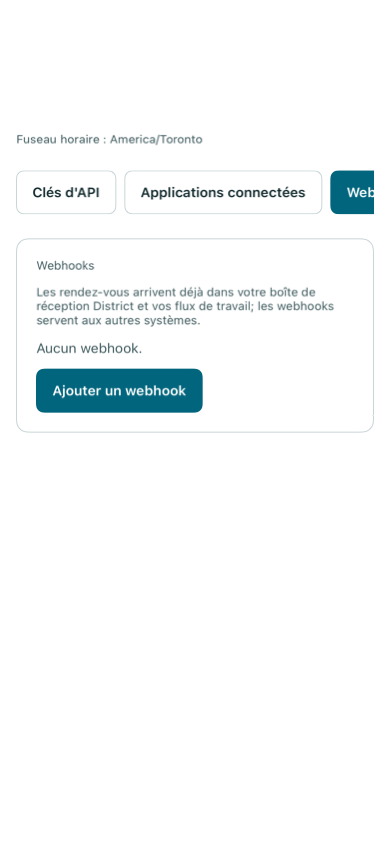 Fuseau horaire : America/Toronto
Clés d'API
Applications connectées
Web
Webhooks
Les rendez-vous arrivent déjà dans votre boîte de
réception District et vos flux de travail; les webhooks
servent aux autres systèmes.
Aucun webhook.
Ajouter un webhook